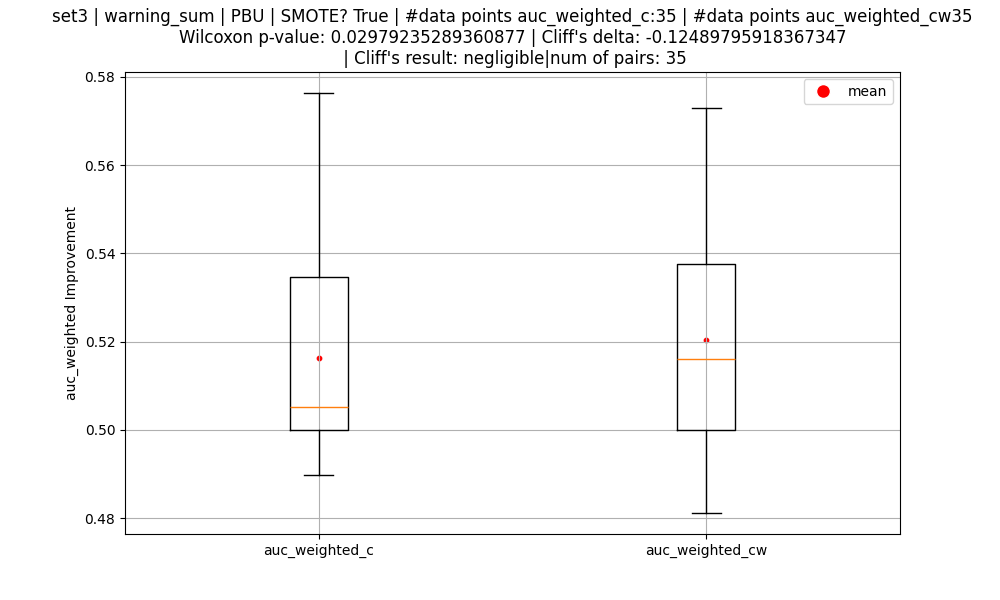 set3 | warning_sum | PBU | SMOTE? True | #data points auc_weighted_c:35 | #data points auc_weighted_cw35
Wilcoxon p-value: 0.02979235289360877 | Cliff's delta: -0.12489795918367347
| Cliff's result: negligible|num of pairs: 35
mean
auc_weighted Improvement
0.58
0.56
0.54
0.52
0.50
0.48
auc_weighted_c
auc_weighted_cw